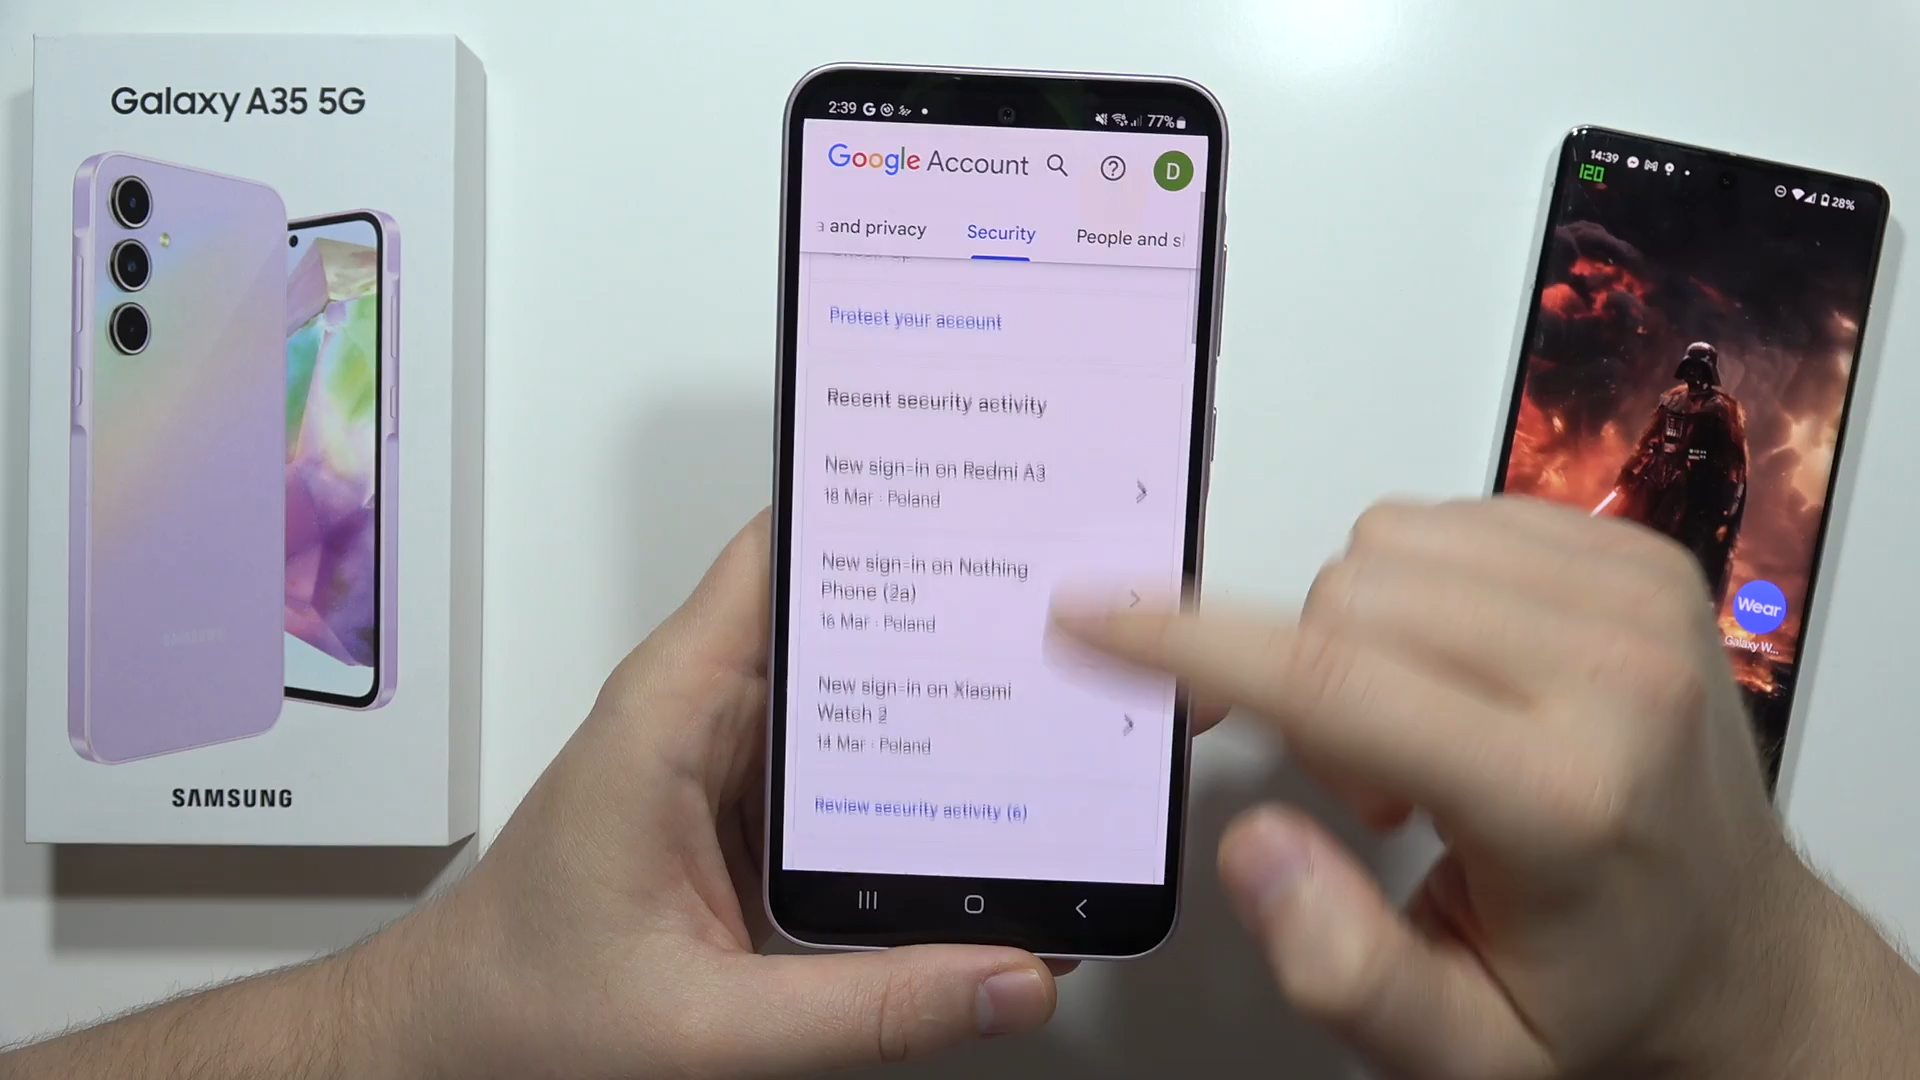 Galaxy A35 5G
SAMSUNG
SAMSUNG
2:39
77%
Google Account
D
a and privacy
Security
People and s
Protect your account
Recent security activity
New sign-in on Redmi A3
18 Mar · Poland
New sign-in on Nothing
Phone (2a)
16 Mar · Poland
New sign-in on Xiaomi
Watch 2
14 Mar · Poland
Review security activity (6)
14:39
28%
120
Wear
Galaxy W...